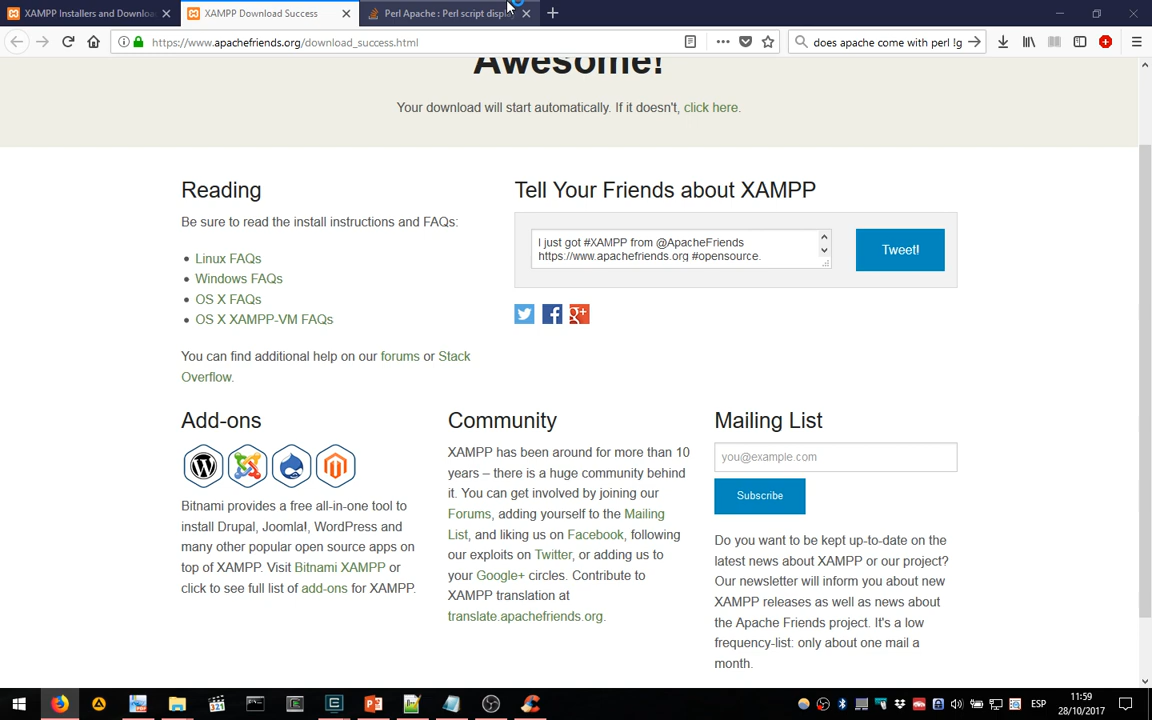 XAMPP Installers and Downloa
XAMPP Download Success
Perl Apache : Perl script displa
https://www.apachefriends.org/download_success.html
does apache come with perl !g
Awesome!
Your download will start automatically. If it doesn't, click here.
Reading
Be sure to read the install instructions and FAQs:
Linux FAQs
Windows FAQs
OS X FAQs
OS X XAMPP-VM FAQs
You can find additional help on our forums or Stack
Overflow.
Tell Your Friends about XAMPP
I just got #XAMPP from @ApacheFriends
https://www.apachefriends.org #opensource.
Tweet!
Add-ons
Bitnami provides a free all-in-one tool to
install Drupal, Joomla!, WordPress and
many other popular open source apps on
top of XAMPP. Visit Bitnami XAMPP or
click to see full list of add-ons for XAMPP.
Community
XAMPP has been around for more than 10
years – there is a huge community behind
it. You can get involved by joining our
Forums, adding yourself to the Mailing
List, and liking us on Facebook, following
our exploits on Twitter, or adding us to
your Google+ circles. Contribute to
XAMPP translation at
translate.apachefriends.org.
Mailing List
you@example.com
Subscribe
Do you want to be kept up-to-date on the
latest news about XAMPP or our project?
Our newsletter will inform you about new
XAMPP releases as well as news about
the Apache Friends project. It's a low
frequency-list: only about one mail a
month.
ESP
11:59
28/10/2017